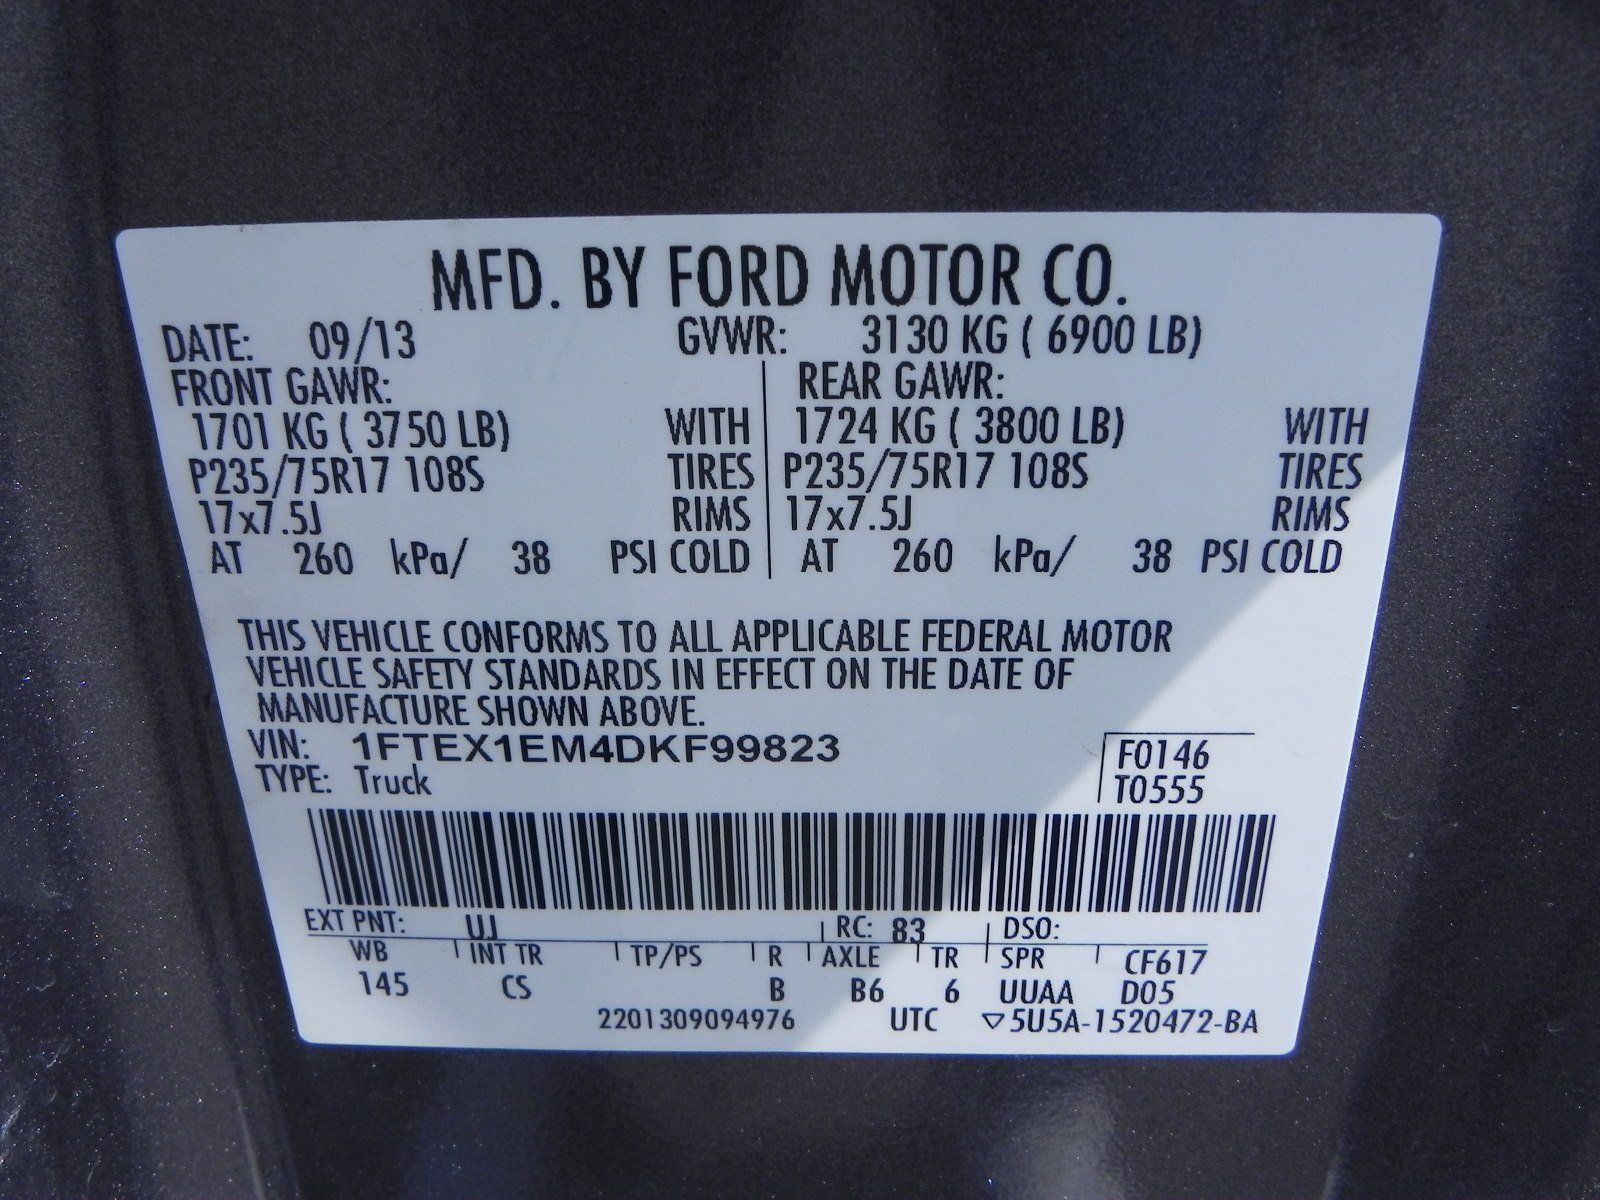 MFD. BY FORD MOTOR CO.
DATE: 09/13 GVWR: 3130 KG ( 6900 LB)
FRONT GAWR: REAR GAWR:
1701 KG ( 3750 LB) WITH 1724 KG ( 3800 LB) WITH
P235/75R17 108S TIRES P235/75R17 108S TIRES
17x7.5J RIMS 17x7.5J RIMS
AT 260 kPa/ 38 PSI COLD AT 260 kPa/ 38 PSI COLD
THIS VEHICLE CONFORMS TO ALL APPLICABLE FEDERAL MOTOR
VEHICLE SAFETY STANDARDS IN EFFECT ON THE DATE OF
MANUFACTURE SHOWN ABOVE.
VIN: 1FTEX1EM4DKF99823 F0146
TYPE: Truck T0555
EXT PNT: UJ RC: 83 DSO:
WB INT TR TP/PS R AXLE TR SPR CF617
145 CS B B6 6 UUAA D05
2201309094976 UTC ▽5U5A-1520472-BA